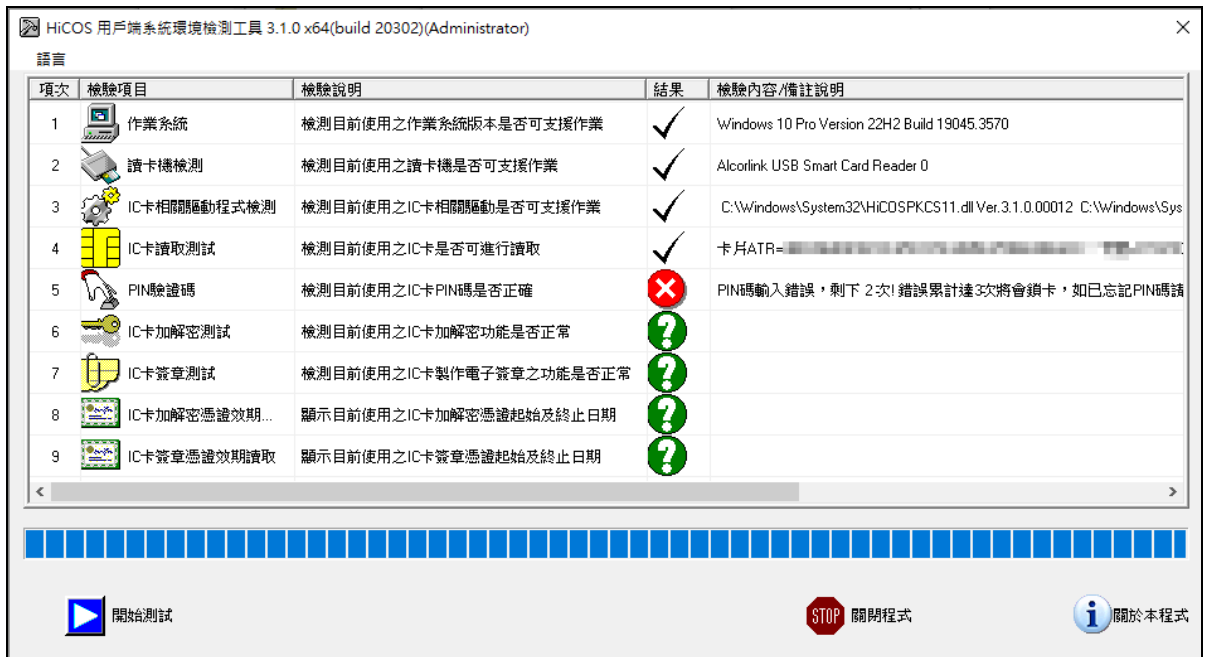 HiCOS 用戶端系統環境檢測工具 3.1.0 x64(build 20302)(Administrator)
語言
項次 檢驗項目 檢驗說明 結果 檢驗內容/備註說明
1 作業系統 檢測目前使用之作業系統版本是否可支援作業 Windows 10 Pro Version 22H2 Build 19045.3570
2 讀卡機檢測 檢測目前使用之讀卡機是否可支援作業 Alcorlink USB Smart Card Reader 0
3 IC卡相關驅動程式檢測 檢測目前使用之IC卡相關驅動是否可支援作業 C:\Windows\System32\HiCOSPKCS11.dll Ver.3.1.0.00012 C:\Windows\Sys
4 IC卡讀取測試 檢測目前使用之IC卡是否可進行讀取 卡片ATR=
5 PIN驗證碼 檢測目前使用之IC卡PIN碼是否正確 PIN碼輸入錯誤，剩下 2次! 錯誤累計達3次將會鎖卡，如已忘記PIN碼請
6 IC卡加解密測試 檢測目前使用之IC卡加解密功能是否正常
7 IC卡簽章測試 檢測目前使用之IC卡製作電子簽章之功能是否正常
8 IC卡加解密憑證效期... 顯示目前使用之IC卡加解密憑證起始及終止日期
9 IC卡簽章憑證效期讀取 顯示目前使用之IC卡簽章憑證起始及終止日期
開始測試 STOP 關閉程式 關於本程式